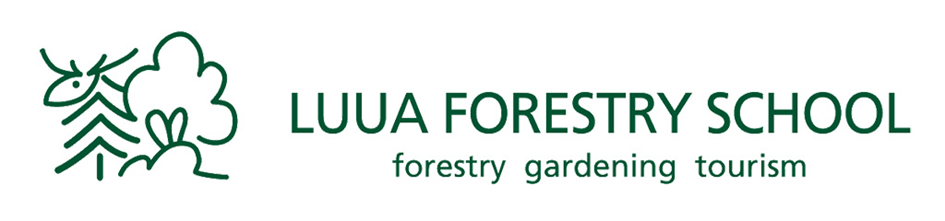 LUUA FORESTRY SCHOOL
forestry gardening tourism